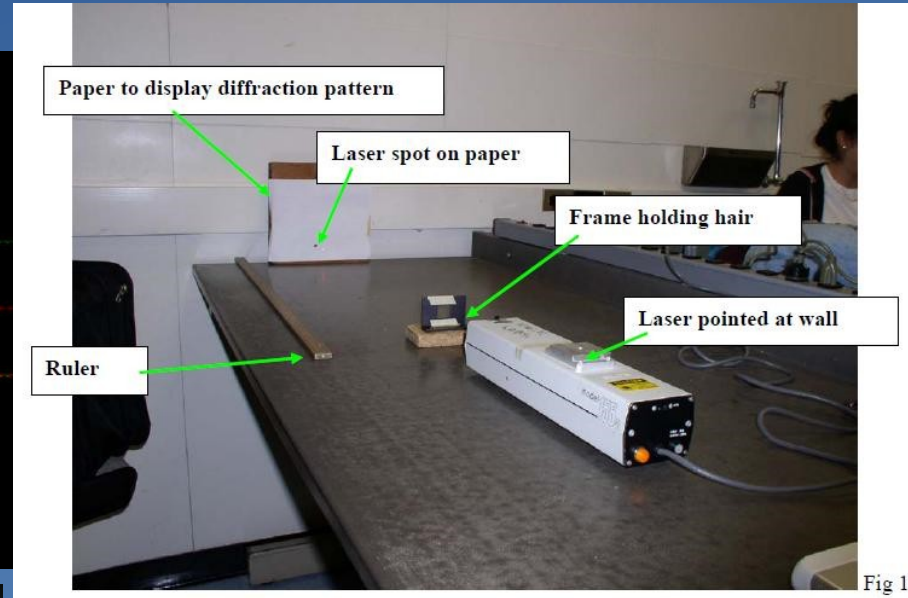 Paper to display diffraction pattern
Laser spot on paper
Frame holding hair
Laser pointed at wall
Ruler
Fig 1